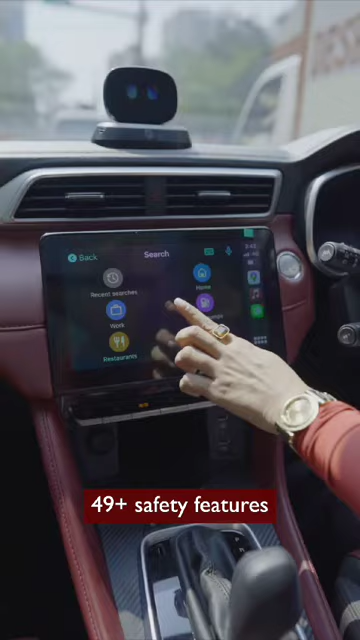 Back
Search
Recent searches
Home
Work
Restaurants
49+ safety features